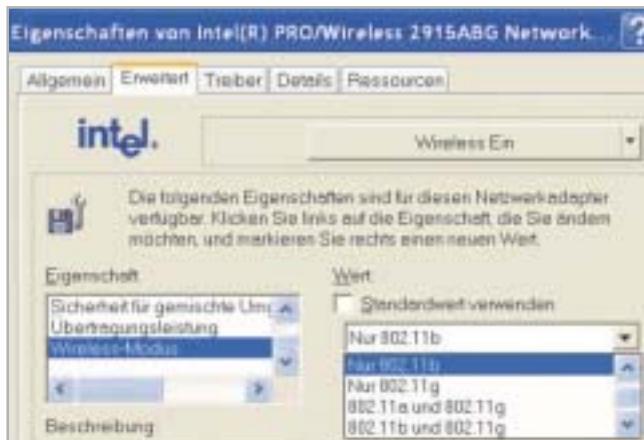 Eigenschaften von Intel(R) PRO/Wireless 2915ABG Network...
?
Allgemein Erweitert Treiber Details Ressourcen
intel.
Wireless Ein
Die folgenden Eigenschaften sind für diesen Netzwerkadapter
verfügbar. Klicken Sie links auf die Eigenschaft, die Sie ändern
möchten, und markieren Sie rechts einen neuen Wert.
Eigenschaft:
Sicherheit für gemischte Umg
Übertragungsleistung
Wireless-Modus
Wert:
Standardwert verwenden
Nur 802.11b
Nur 802.11b
Nur 802.11g
802.11a und 802.11g
802.11b und 802.11g
Beschreibung: